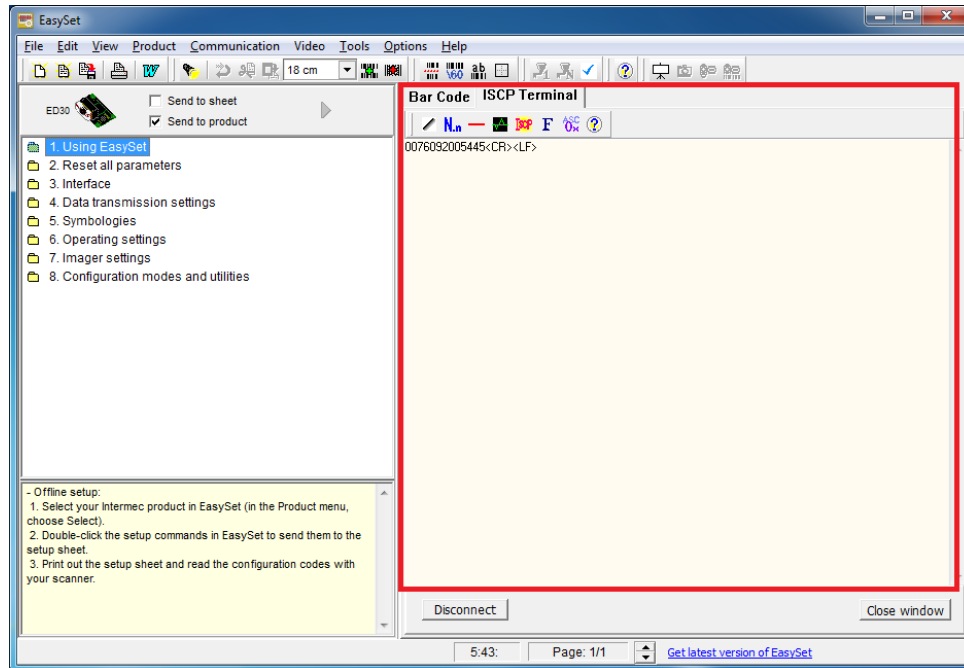 EasySet
File Edit View Product Communication Video Tools Options Help
18 cm
ED30
Send to sheet
Send to product
1. Using EasySet
2. Reset all parameters
3. Interface
4. Data transmission settings
5. Symbologies
6. Operating settings
7. Imager settings
8. Configuration modes and utilities
- Offline setup:
1. Select your Intermec product in EasySet (in the Product menu,
choose Select).
2. Double-click the setup commands in EasySet to send them to the
setup sheet.
3. Print out the setup sheet and read the configuration codes with
your scanner.
Bar Code ISCP Terminal
N.n ISCP F ASC 0x
0076092005445<CR><LF>
Disconnect Close window
5:43: Page: 1/1 Get latest version of EasySet